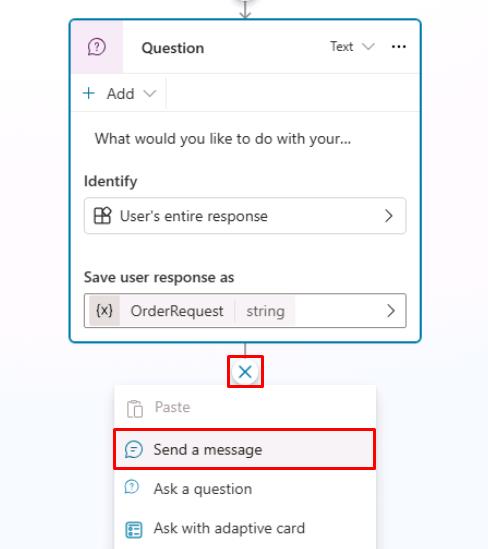 Question Text
Add
What would you like to do with your...
Identify
User's entire response
Save user response as
{x} OrderRequest string
Paste
Send a message
Ask a question
Ask with adaptive card